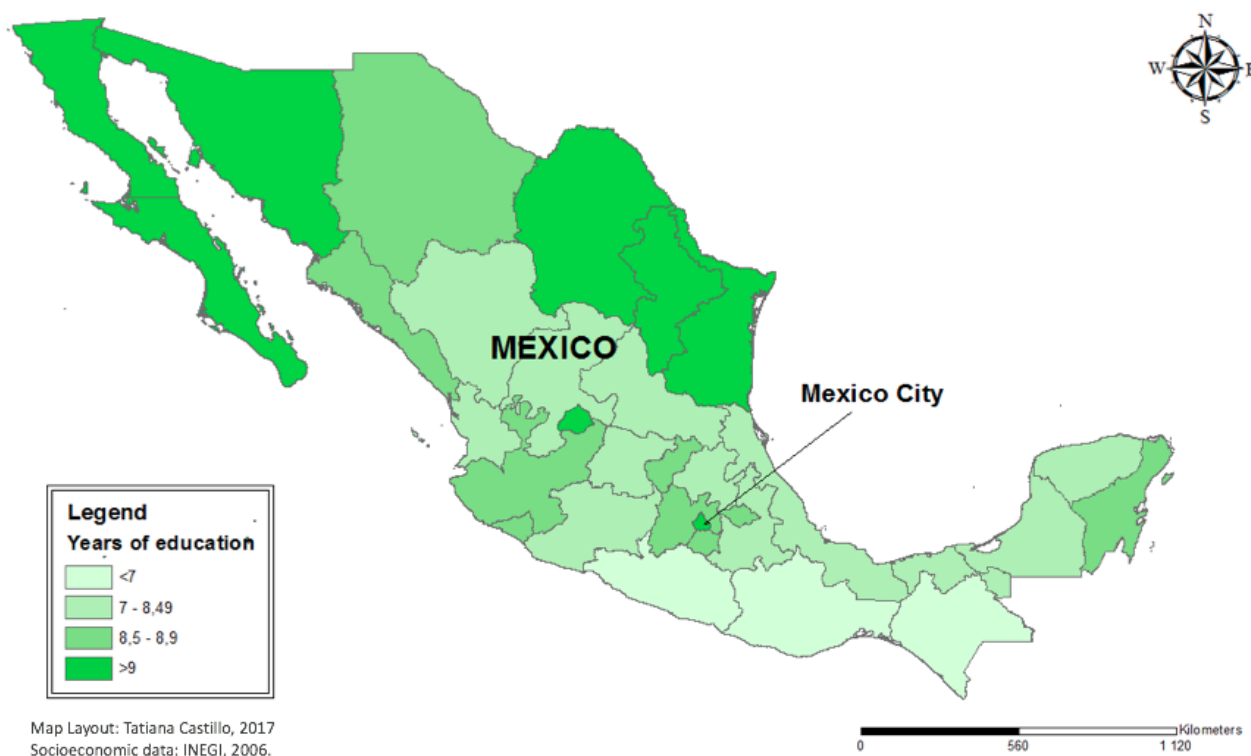 N
W E
S
MEXICO
Mexico City
Legend
Years of education
<7
7 - 8,49
8,5 - 8,9
>9
Map Layout: Tatiana Castillo, 2017
Socioeconomic data: INEGI, 2006.
Kilometers
0 560 1 120